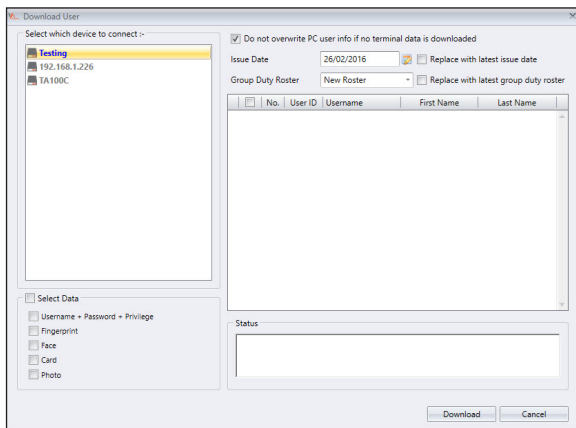 Download User
Select which device to connect :-
Testing
192.168.1.226
TA100C
Select Data
Username + Password + Privilege
Fingerprint
Face
Card
Photo
Do not overwrite PC user info if no terminal data is downloaded
Issue Date 26/02/2016 Replace with latest issue date
Group Duty Roster New Roster Replace with latest group duty roster
No. User ID Username First Name Last Name
Status
Download Cancel